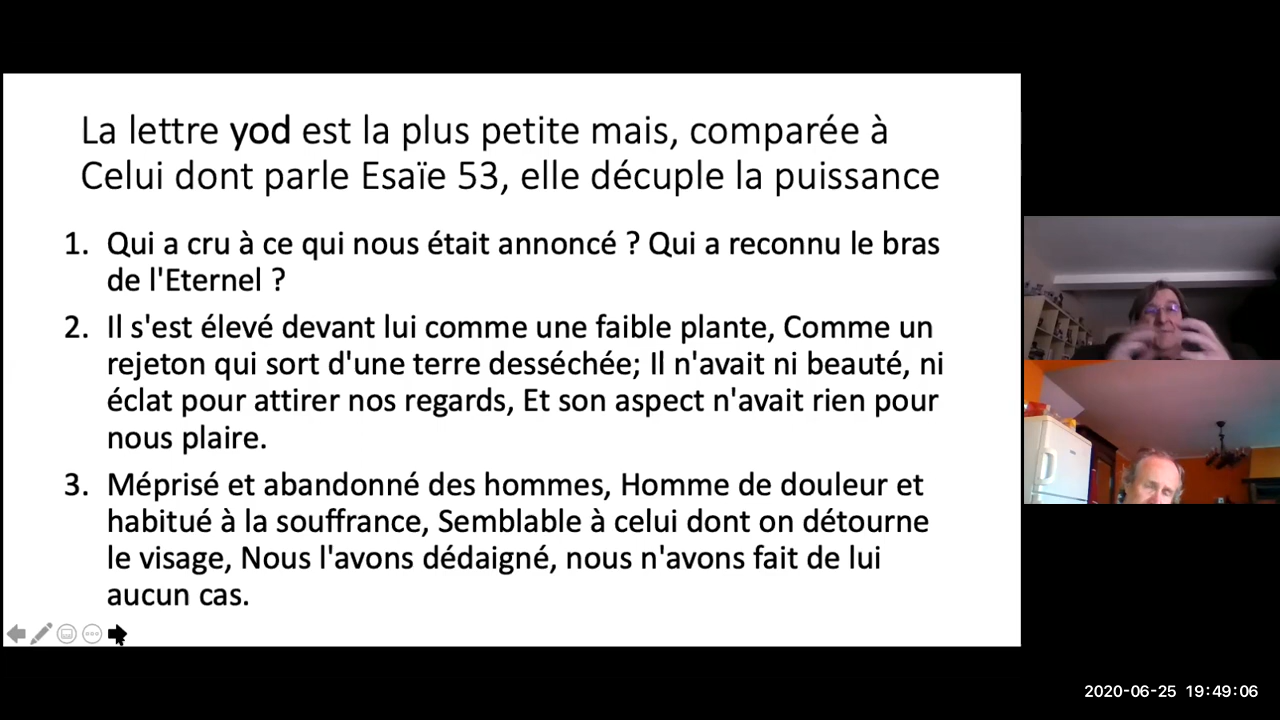 La lettre yod est la plus petite mais, comparée à
Celui dont parle Esaïe 53, elle décuple la puissance
1. Qui a cru à ce qui nous était annoncé ? Qui a reconnu le bras
de l'Eternel ?
2. Il s'est élevé devant lui comme une faible plante, Comme un
rejeton qui sort d'une terre desséchée; Il n'avait ni beauté, ni
éclat pour attirer nos regards, Et son aspect n'avait rien pour
nous plaire.
3. Méprisé et abandonné des hommes, Homme de douleur et
habitué à la souffrance, Semblable à celui dont on détourne
le visage, Nous l'avons dédaigné, nous n'avons fait de lui
aucun cas.
2020-06-25 19:49:06